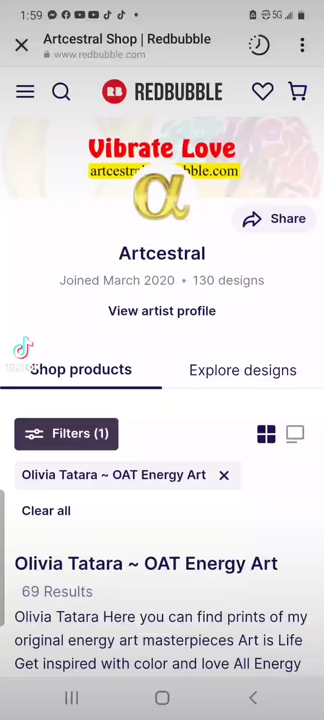 1:59
5G
Artcestral Shop | Redbubble
www.redbubble.com
RB REDBUBBLE
Vibrate Love
α
Share
Artcestral
Joined March 2020 • 130 designs
View artist profile
Shop products
Explore designs
Filters (1)
Olivia Tatara ~ OAT Energy Art
Clear all
Olivia Tatara ~ OAT Energy Art
69 Results
Olivia Tatara Here you can find prints of my
original energy art masterpieces Art is Life
Get inspired with color and love All Energy